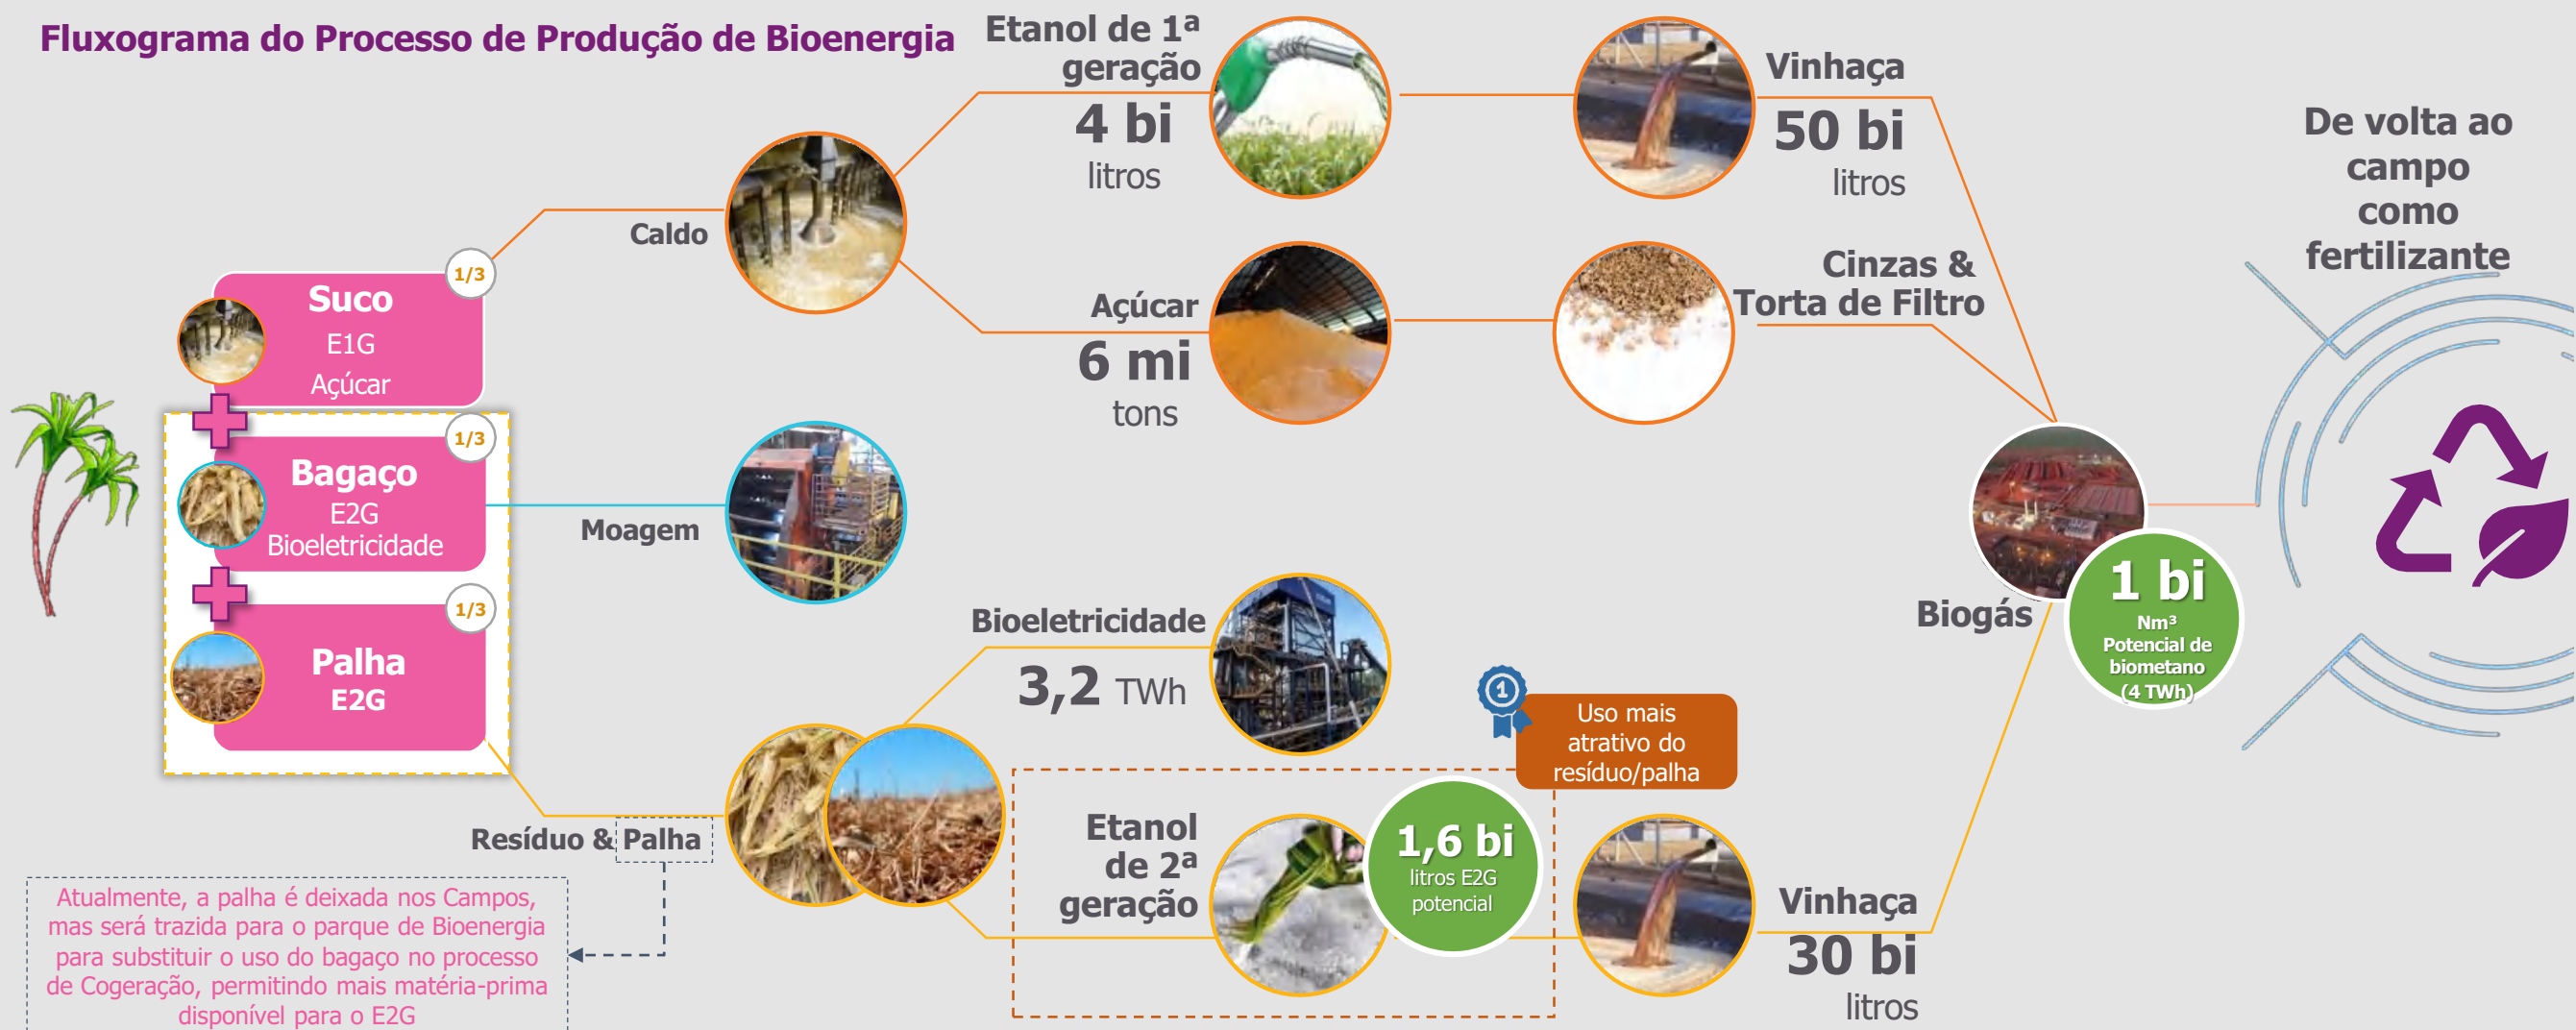 Fluxograma do Processo de Produção de Bioenergia
Etanol de 1ª
geração
4 bi
litros
Vinhaça
50 bi
litros
De volta ao
campo
como
fertilizante
Caldo
1/3
Suco
E1G
Açúcar
Açúcar
6 mi
tons
Cinzas &
Torta de Filtro
1/3
Bagaço
E2G
Bioeletricidade
Moagem
1/3
Palha
E2G
Bioeletricidade
3,2 TWh
Biogás
1 bi
Nm³
Potencial de
biometano
(4 TWh)
1
Uso mais
atrativo do
resíduo/palha
Resíduo & Palha
Etanol
de 2ª
geração
1,6 bi
litros E2G
potencial
Vinhaça
30 bi
litros
Atualmente, a palha é deixada nos Campos,
mas será trazida para o parque de Bioenergia
para substituir o uso do bagaço no processo
de Cogeração, permitindo mais matéria-prima
disponível para o E2G